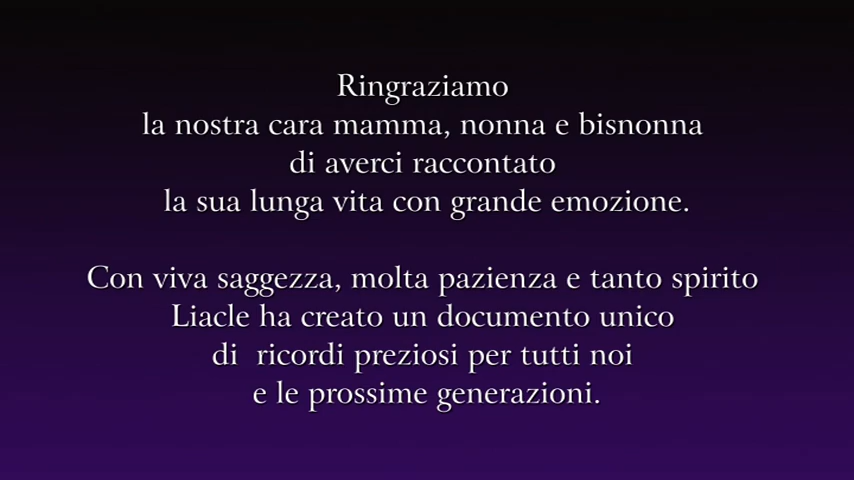 Ringraziamo
la nostra cara mamma, nonna e bisnonna
di averci raccontato
la sua lunga vita con grande emozione.
Con viva saggezza, molta pazienza e tanto spirito
Liacle ha creato un documento unico
di ricordi preziosi per tutti noi
e le prossime generazioni.